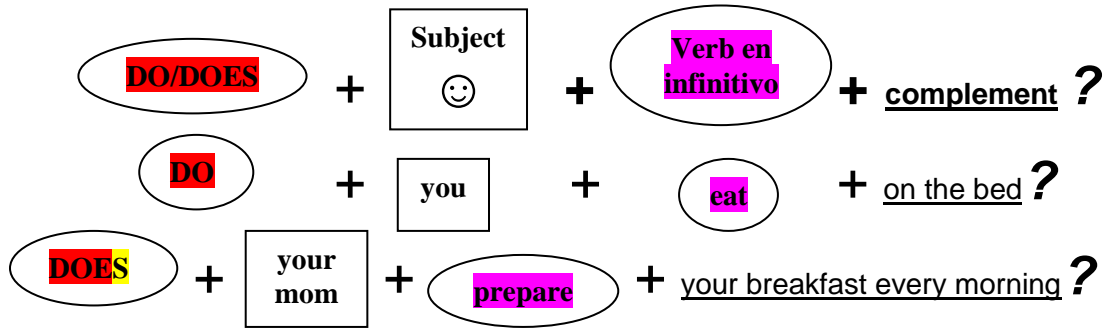 DO/DOES + Subject ☺ + Verb en infinitivo + complement ?
DO + you + eat + on the bed ?
DOES + your mom + prepare + your breakfast every morning ?